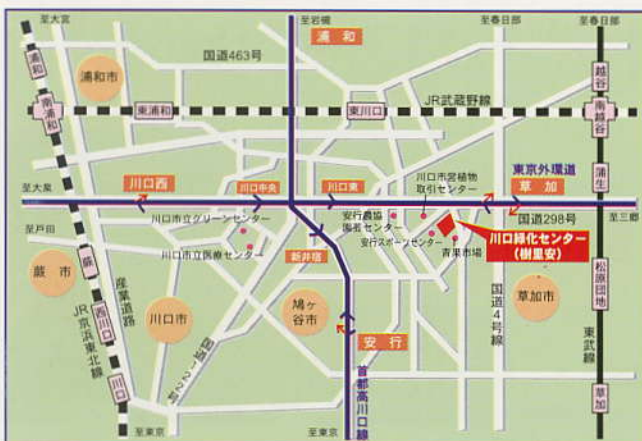 至大宮
至岩槻
至春日部
至春日部
浦和
国道463号
浦和
浦和市
越谷
南浦和
東浦和
東川口
JR武蔵野線
南越谷
川口市営植物
取引センター
東京外環道
蒲生
至大泉
川口西
川口中央
川口東
草加
至戸田
川口市立グリーンセンター
安行農協
園芸センター
国道298号
至三郷
川口市立医療センター
新井宿
安行スポーツセンター
青果市場
川口緑化センター
(樹里安)
蕨
蕨市
産業道路
西川口
JR京浜東北線
川口市
国道122号
鳩ヶ谷市
安行
国道4号線
草加市
松原団地
東武線
川口
首都高川口線
草加
至東京
至東京